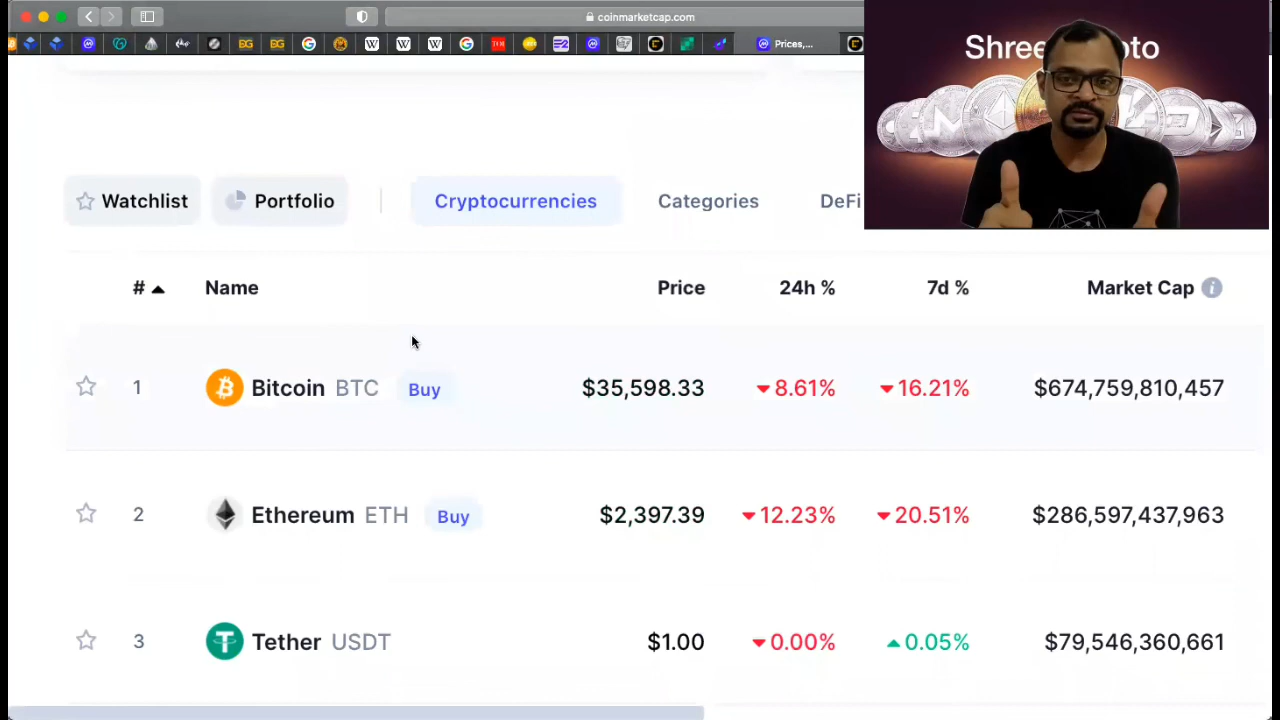 coinmarketcap.com
Prices,...
Watchlist Portfolio Cryptocurrencies Categories DeFi
# Name Price 24h % 7d % Market Cap
1 Bitcoin BTC Buy $35,598.33 8.61% 16.21% $674,759,810,457
2 Ethereum ETH Buy $2,397.39 12.23% 20.51% $286,597,437,963
3 Tether USDT $1.00 0.00% 0.05% $79,546,360,661